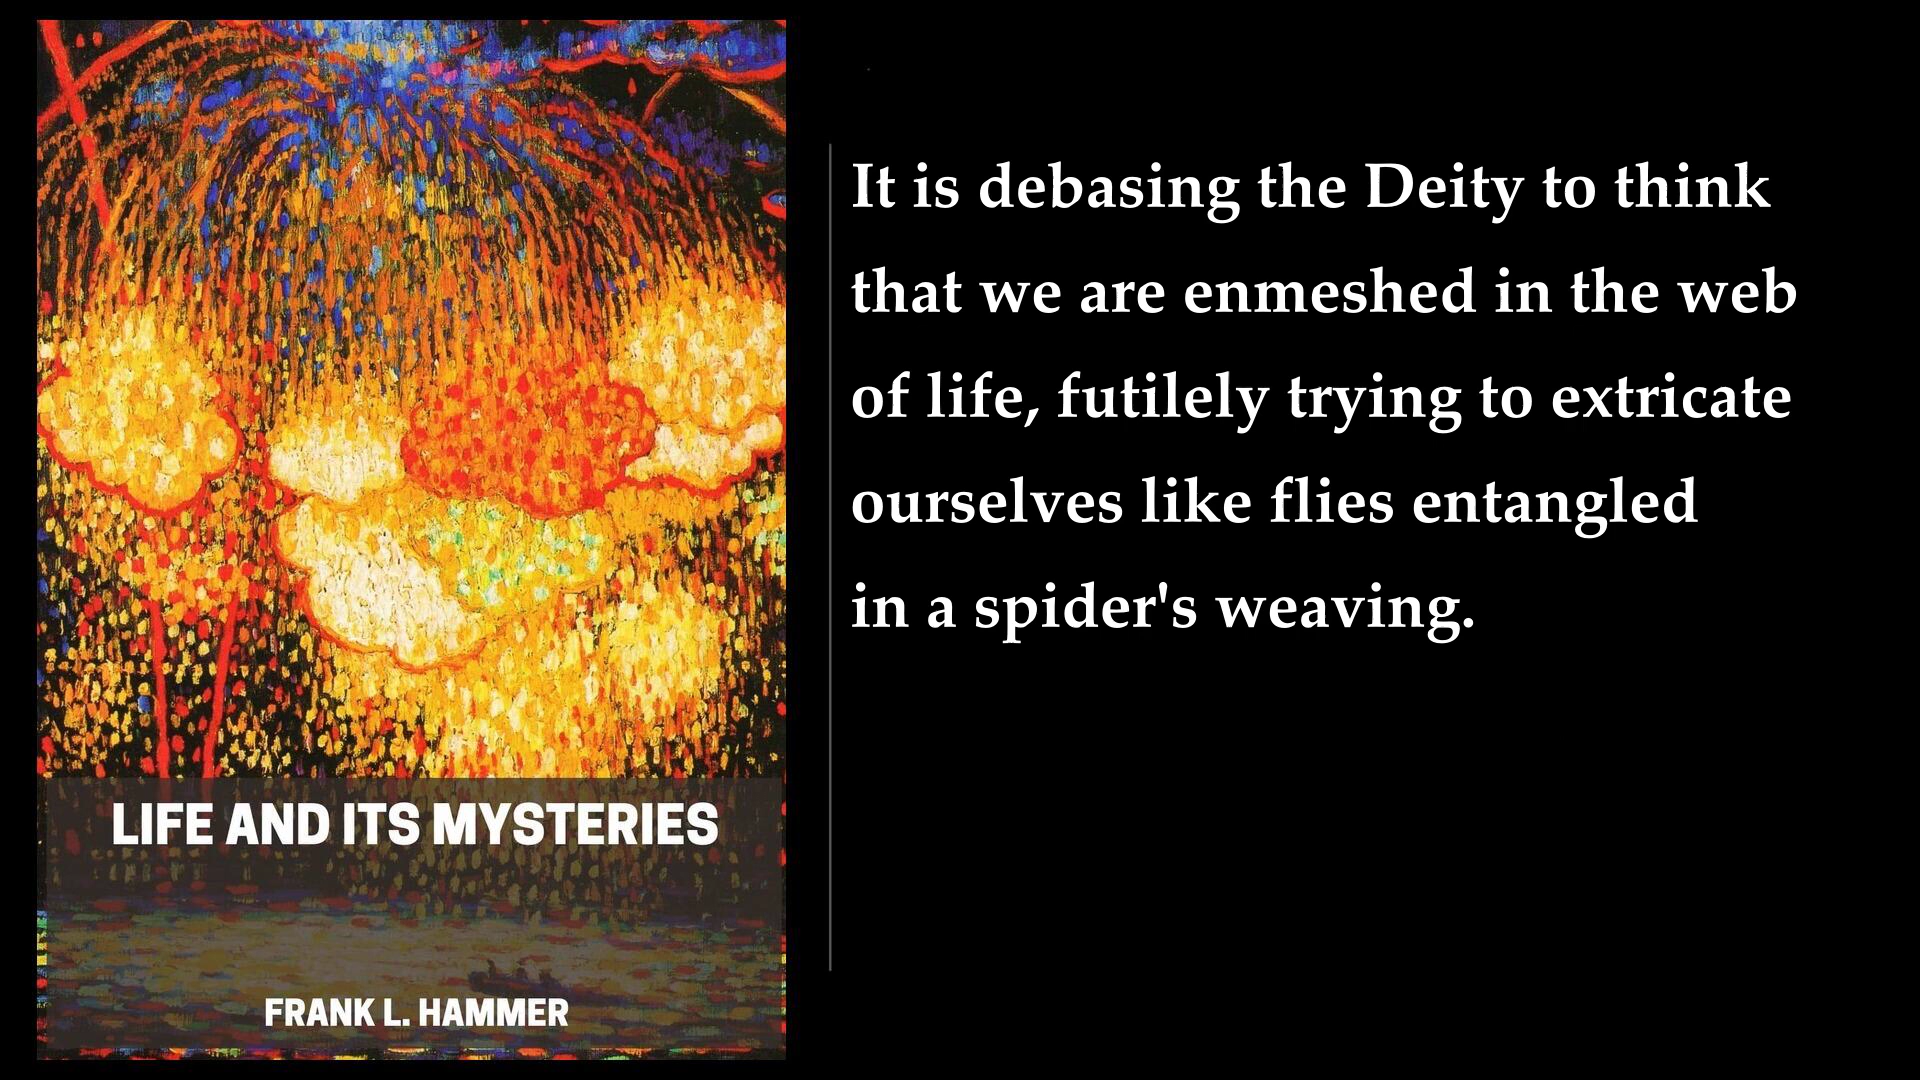 LIFE AND ITS MYSTERIES
FRANK L. HAMMER
It is debasing the Deity to think
that we are enmeshed in the web
of life, futilely trying to extricate
ourselves like flies entangled
in a spider's weaving.